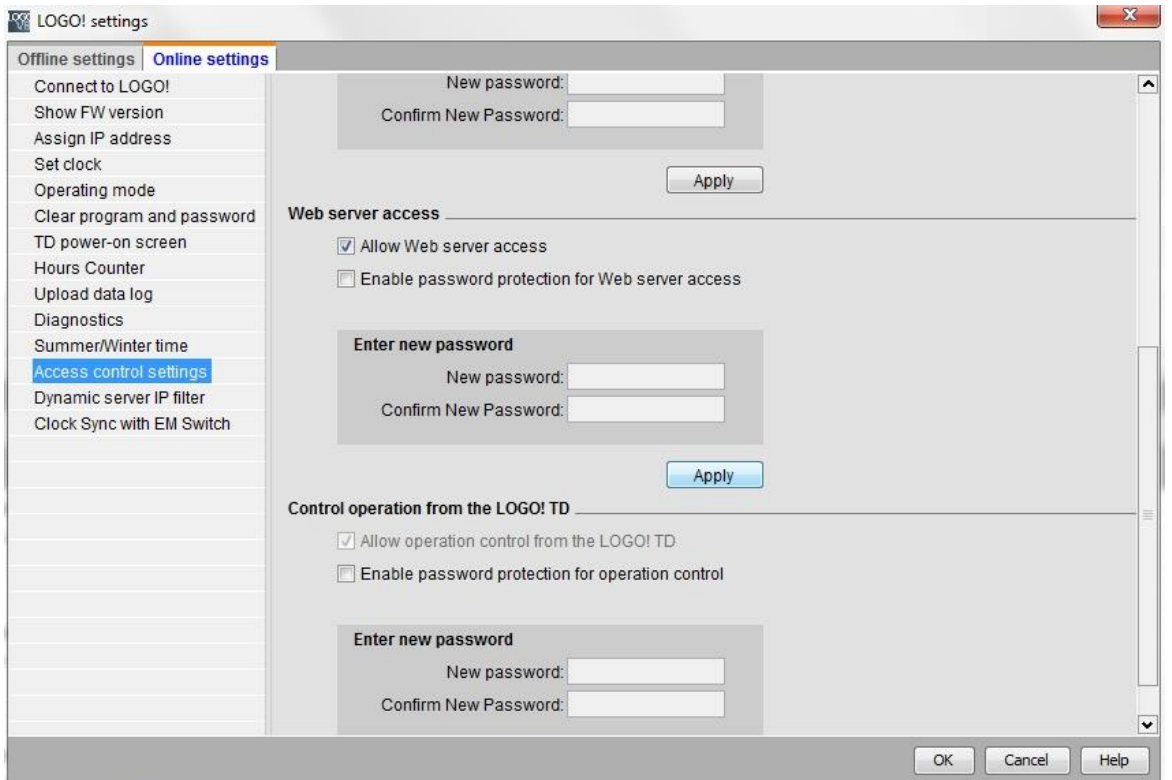 LOGO! settings
Offline settings
Online settings
Connect to LOGO!
Show FW version
Assign IP address
Set clock
Operating mode
Clear program and password
TD power-on screen
Hours Counter
Upload data log
Diagnostics
Summer/Winter time
Access control settings
Dynamic server IP filter
Clock Sync with EM Switch
New password:
Confirm New Password:
Apply
Web server access
Allow Web server access
Enable password protection for Web server access
Enter new password
New password:
Confirm New Password:
Apply
Control operation from the LOGO! TD
Allow operation control from the LOGO! TD
Enable password protection for operation control
Enter new password
New password:
Confirm New Password:
OK
Cancel
Help